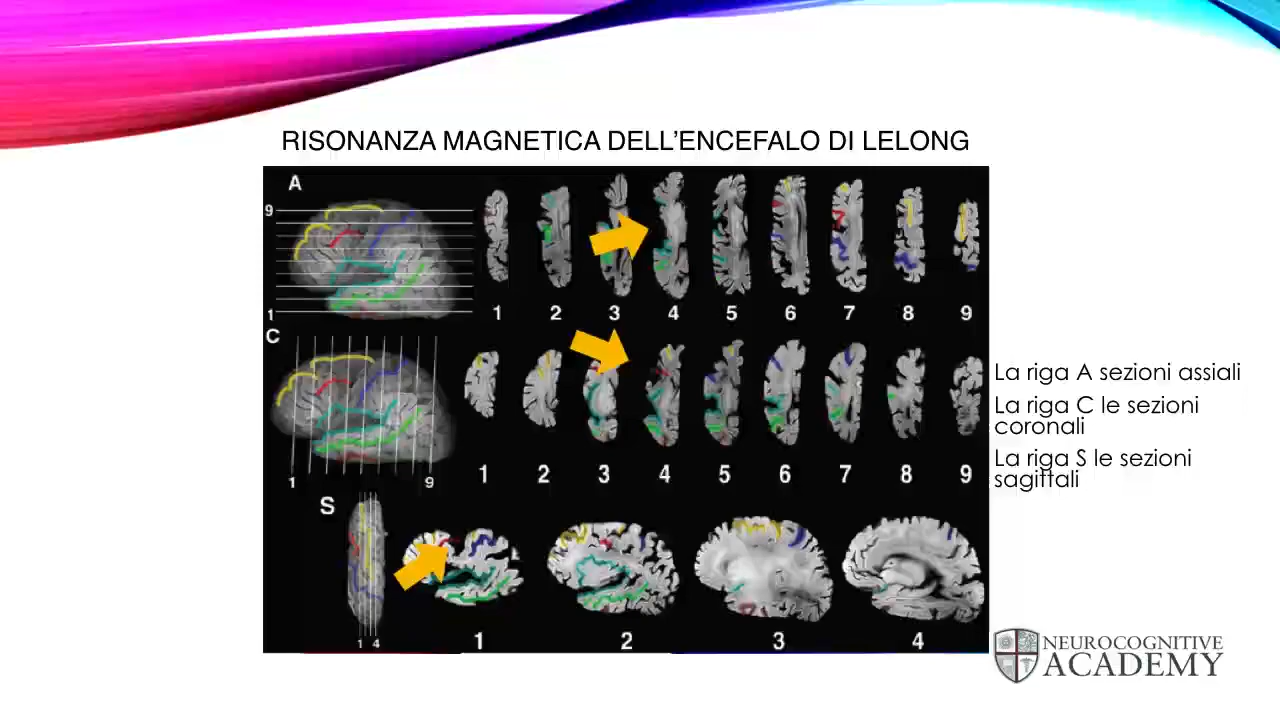 RISONANZA MAGNETICA DELL'ENCEFALO DI LELONG
A
9
1
1 2 3 4 5 6 7 8 9
C
1 9
1 2 3 4 5 6 7 8 9
S
1 4
1 2 3 4
La riga A sezioni assiali
La riga C le sezioni
coronali
La riga S le sezioni
sagittali
NEUROCOGNITIVE
ACADEMY